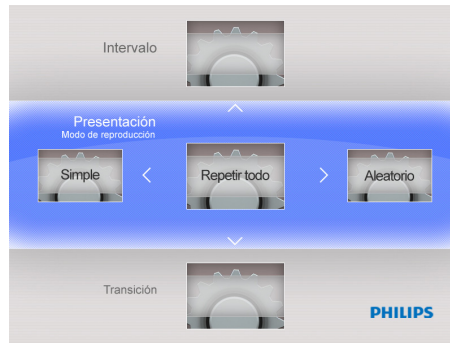 Intervalo
Presentación
Modo de reproducción
Simple
Repetir todo
Aleatorio
Transición
PHILIPS